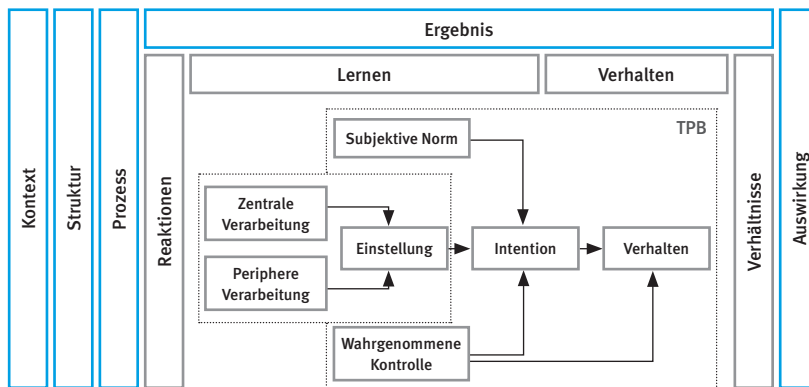 Kontext
Struktur
Prozess
Ergebnis
Reaktionen
Lernen
Verhalten
TPB
Subjektive Norm
Zentrale
Verarbeitung
Einstellung
Intention
Verhalten
Periphere
Verarbeitung
Wahrgenommene
Kontrolle
Verhältnisse
Auswirkung